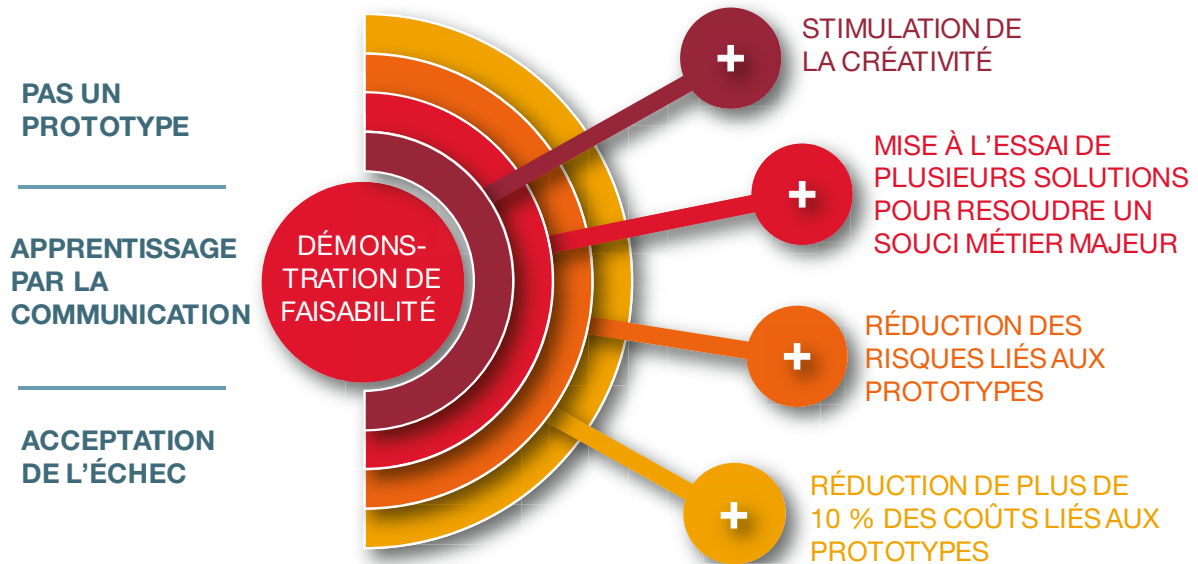 PAS UN
PROTOTYPE
APPRENTISSAGE
PAR LA
COMMUNICATION
ACCEPTATION
DE L'ÉCHEC
DÉMONS-
TRATION DE
FAISABILITÉ
+
STIMULATION DE
LA CRÉATIVITÉ
+
MISE À L'ESSAI DE
PLUSIEURS SOLUTIONS
POUR RESOUDRE UN
SOUCI MÉTIER MAJEUR
+
RÉDUCTION DES
RISQUES LIÉS AUX
PROTOTYPES
+
RÉDUCTION DE PLUS DE
10 % DES COÛTS LIÉS AUX
PROTOTYPES